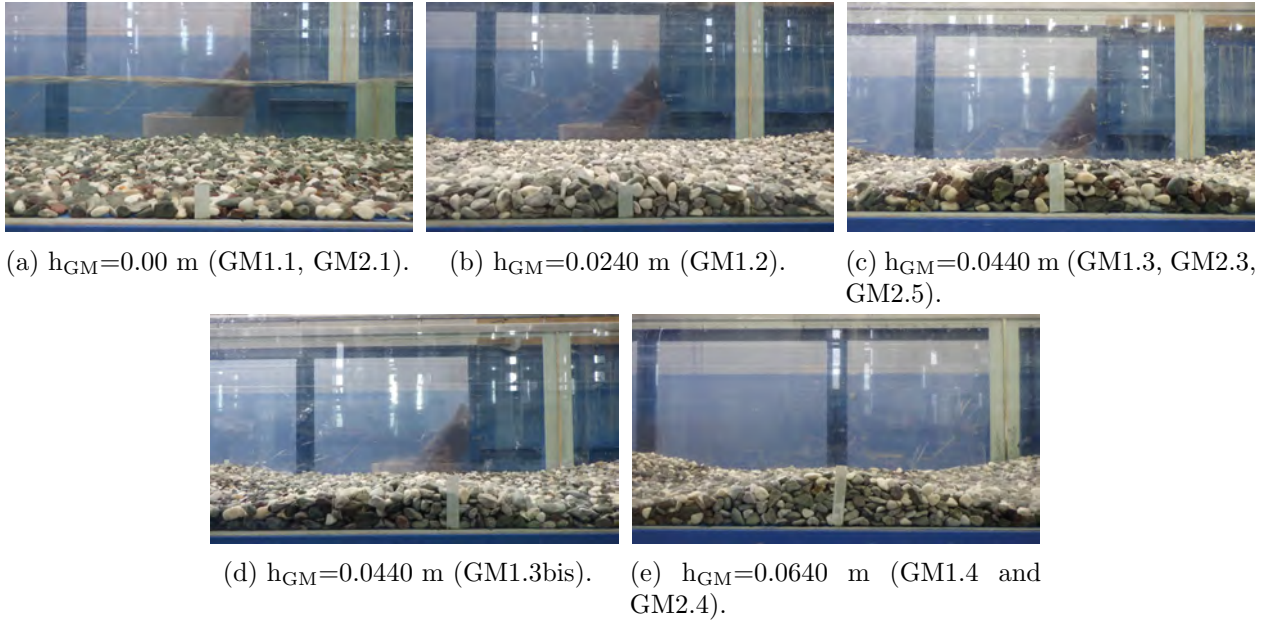 (a) h_GM=0.00 m (GM1.1, GM2.1).
(b) h_GM=0.0240 m (GM1.2).
(c) h_GM=0.0440 m (GM1.3, GM2.3,
GM2.5).
(d) h_GM=0.0440 m (GM1.3bis).
(e) h_GM=0.0640 m (GM1.4 and
GM2.4).